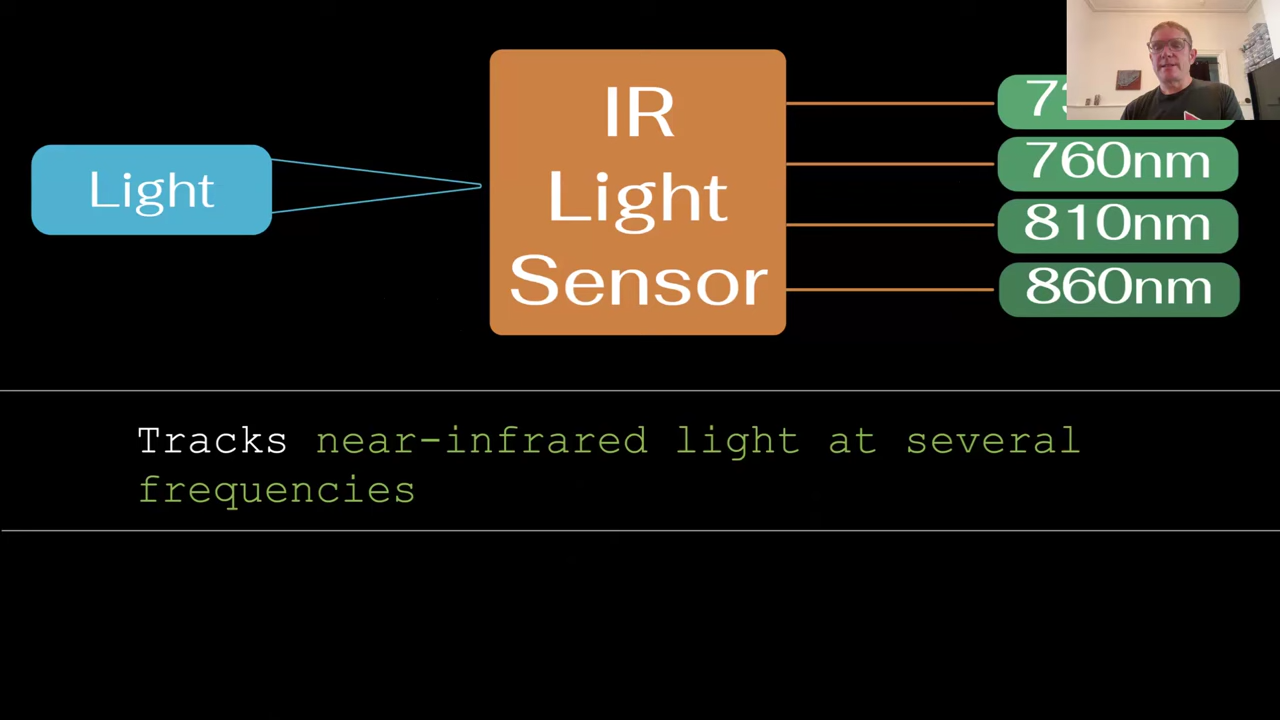 Light
IR
Light
Sensor
760nm
810nm
860nm
Tracks near-infrared light at several
frequencies